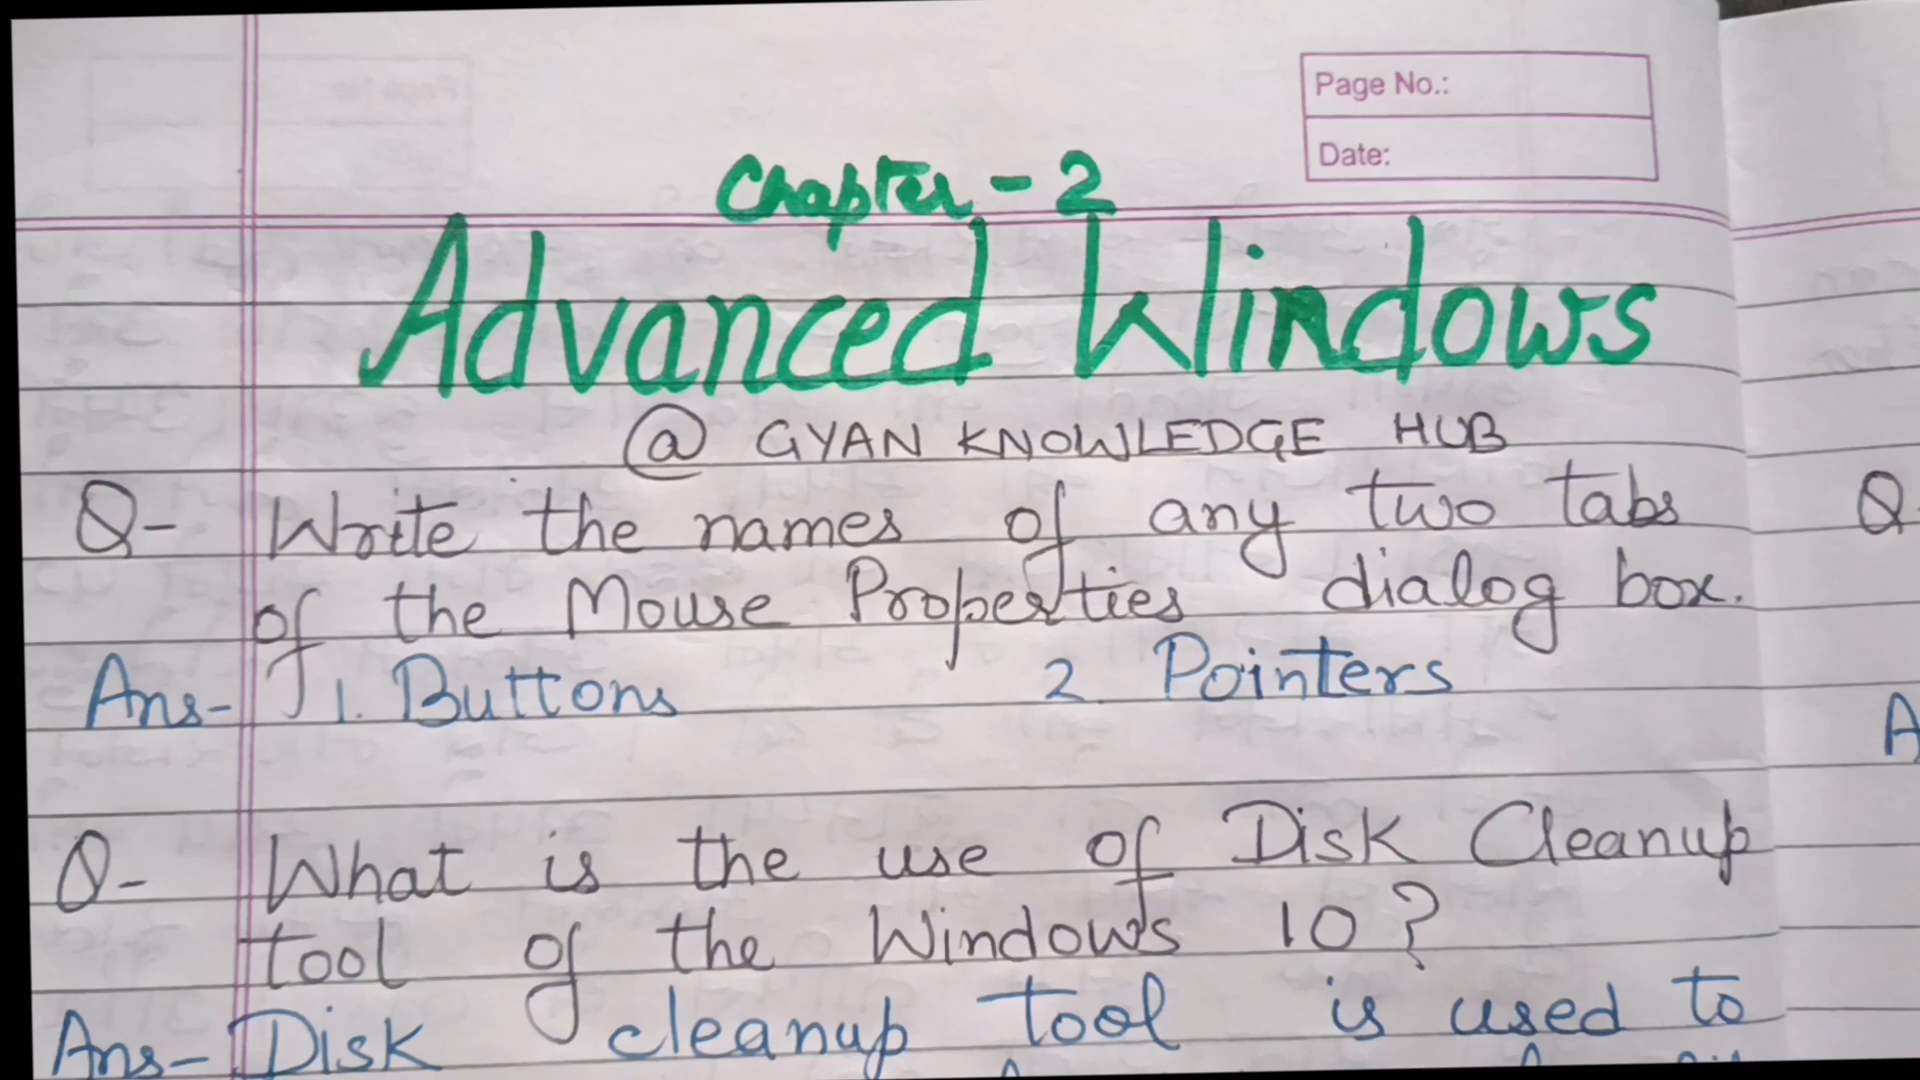 Page No.:
Date:
Chapter - 2
Advanced Windows
@ GYAN KNOWLEDGE HUB
Q- Write the names of any two tabs
of the Mouse Properties dialog box.
Ans- 1. Buttons 2. Pointers
Q- What is the use of Disk Cleanup
tool of the Windows 10?
Ans- Disk cleanup tool is used to
Q
A